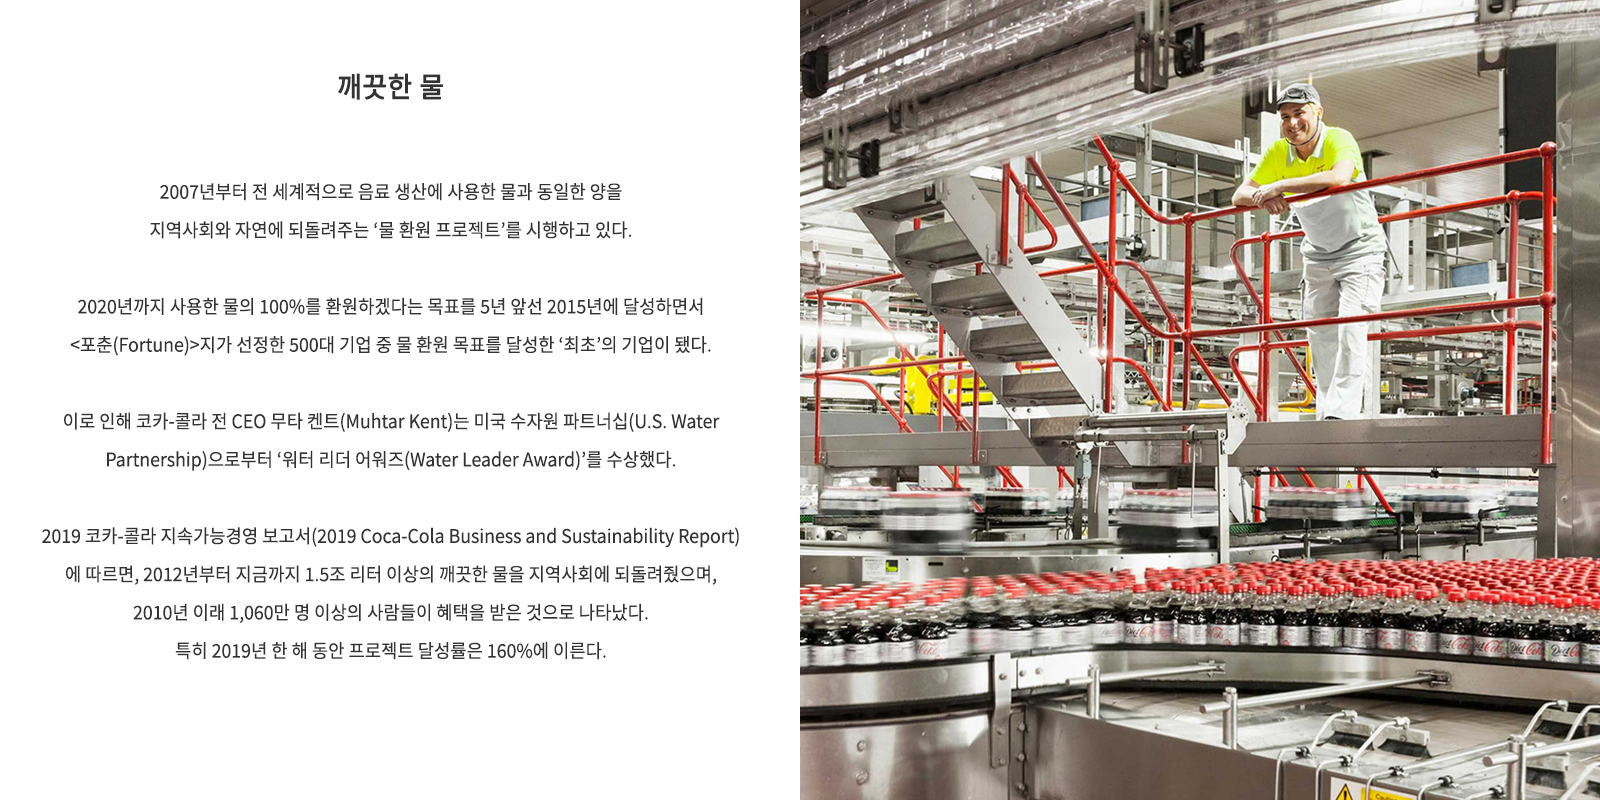 깨끗한 물
2007년부터 전 세계적으로 음료 생산에 사용한 물과 동일한 양을
지역사회와 자연에 되돌려주는 ‘물 환원 프로젝트’를 시행하고 있다.
2020년까지 사용한 물의 100%를 환원하겠다는 목표를 5년 앞선 2015년에 달성하면서
<포춘(Fortune)>지가 선정한 500대 기업 중 물 환원 목표를 달성한 ‘최초’의 기업이 됐다.
이로 인해 코카-콜라 전 CEO 무타 켄트(Muhtar Kent)는 미국 수자원 파트너십(U.S. Water
Partnership)으로부터 ‘워터 리더 어워즈(Water Leader Award)’를 수상했다.
2019 코카-콜라 지속가능경영 보고서(2019 Coca-Cola Business and Sustainability Report)
에 따르면, 2012년부터 지금까지 1.5조 리터 이상의 깨끗한 물을 지역사회에 되돌려줬으며,
2010년 이래 1,060만 명 이상의 사람들이 혜택을 받은 것으로 나타났다.
특히 2019년 한 해 동안 프로젝트 달성률은 160%에 이른다.
Diet Coke